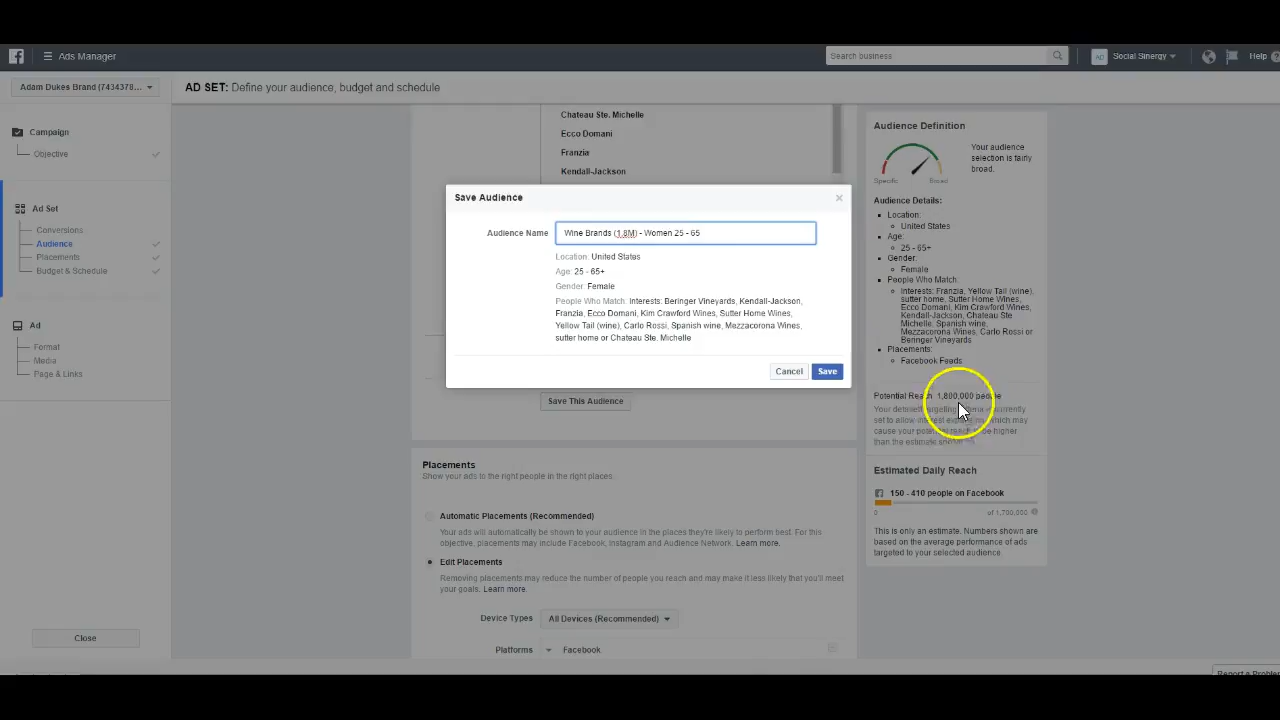 Ads Manager
Search business
Social Sinergy
Help
Adam Dukes Brand (7434378...
AD SET: Define your audience, budget and schedule
Campaign
Objective
Ad Set
Conversions
Audience
Placements
Budget & Schedule
Ad
Format
Media
Page & Links
Close
Chateau Ste. Michelle
Ecco Domani
Franzia
Kendall-Jackson
Save Audience
Audience Name
Wine Brands (1.8M) - Women 25 - 65
Location: United States
Age: 25 - 65+
Gender: Female
People Who Match: Interests: Beringer Vineyards, Kendall-Jackson,
Franzia, Ecco Domani, Kim Crawford Wines, Sutter Home Wines,
Yellow Tail (wine), Carlo Rossi, Spanish wine, Mezzacorona Wines,
sutter home or Chateau Ste. Michelle
Cancel
Save
Save This Audience
Placements
Show your ads to the right people in the right places.
Automatic Placements (Recommended)
Your ads will automatically be shown to your audience in the places they're likely to perform best. For this
objective, placements may include Facebook, Instagram and Audience Network. Learn more.
Edit Placements
Removing placements may reduce the number of people you reach and may make it less likely that you'll meet
your goals. Learn more.
Device Types
All Devices (Recommended)
Platforms
Facebook
Audience Definition
Your audience
selection is fairly
broad.
Specific
Broad
Audience Details:
Location:
United States
Age:
25 - 65+
Gender:
Female
People Who Match:
Interests: Franzia, Yellow Tail (wine),
sutter home, Sutter Home Wines,
Ecco Domani, Kim Crawford Wines,
Kendall-Jackson, Chateau Ste
Michelle, Spanish wine,
Mezzacorona Wines, Carlo Rossi or
Beringer Vineyards
Placements:
Facebook Feeds
Potential Reach: 1,800,000 people
Your detailed targeting criteria is currently
set to allow interest expansion, which may
cause your potential reach to be higher
than the estimate shown
Estimated Daily Reach
150 - 410 people on Facebook
0
of 1,700,000
This is only an estimate. Numbers shown are
based on the average performance of ads
targeted to your selected audience.
Report a Proble